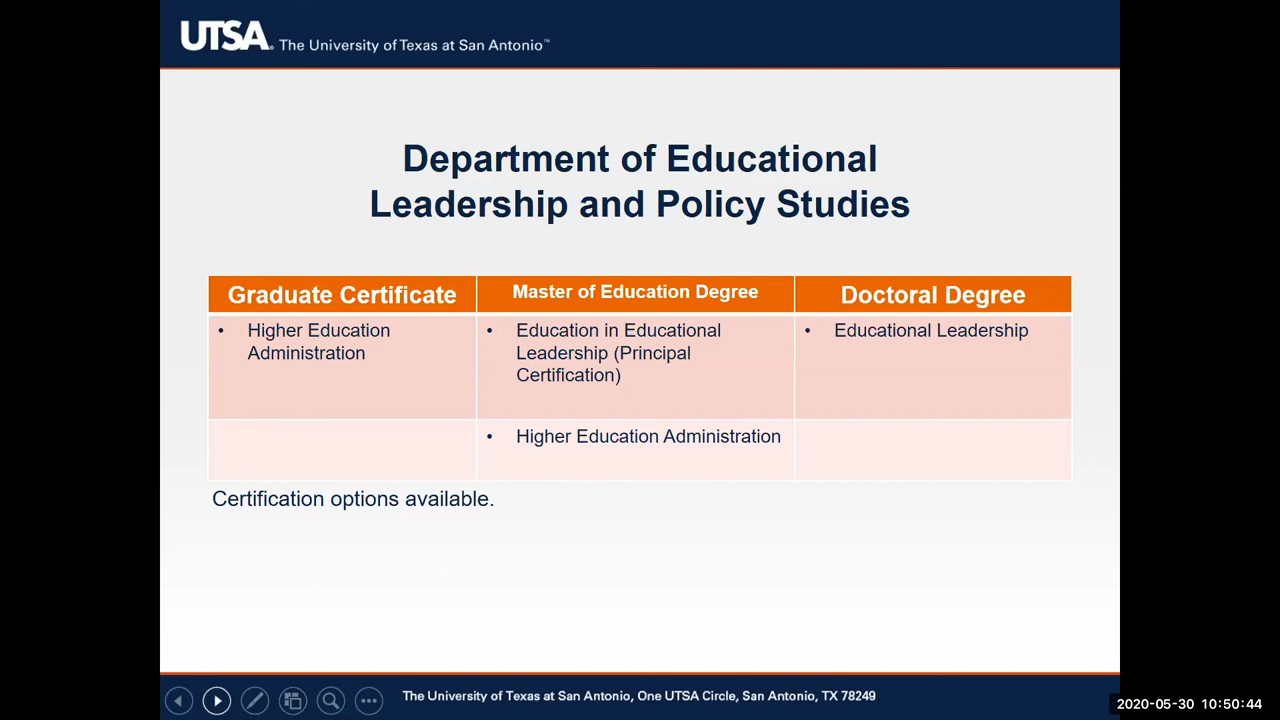 UTSA® The University of Texas at San Antonio™
Department of Educational
Leadership and Policy Studies
Graduate Certificate
Master of Education Degree
Doctoral Degree
• Higher Education
Administration
• Education in Educational
Leadership (Principal
Certification)
• Educational Leadership
• Higher Education Administration
Certification options available.
The University of Texas at San Antonio, One UTSA Circle, San Antonio, TX 78249
2020-05-30 10:50:44